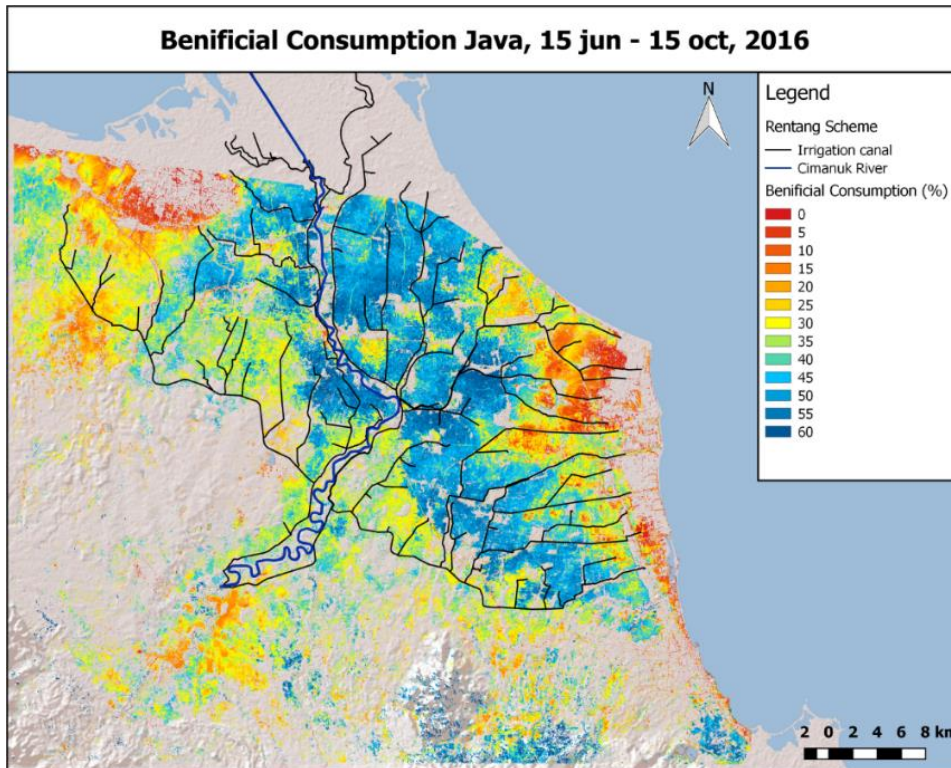 Benificial Consumption Java, 15 jun - 15 oct, 2016
N
Legend
Rentang Scheme
Irrigation canal
Cimanuk River
Benificial Consumption (%)
0
5
10
15
20
25
30
35
40
45
50
55
60
2 0 2 4 6 8 km